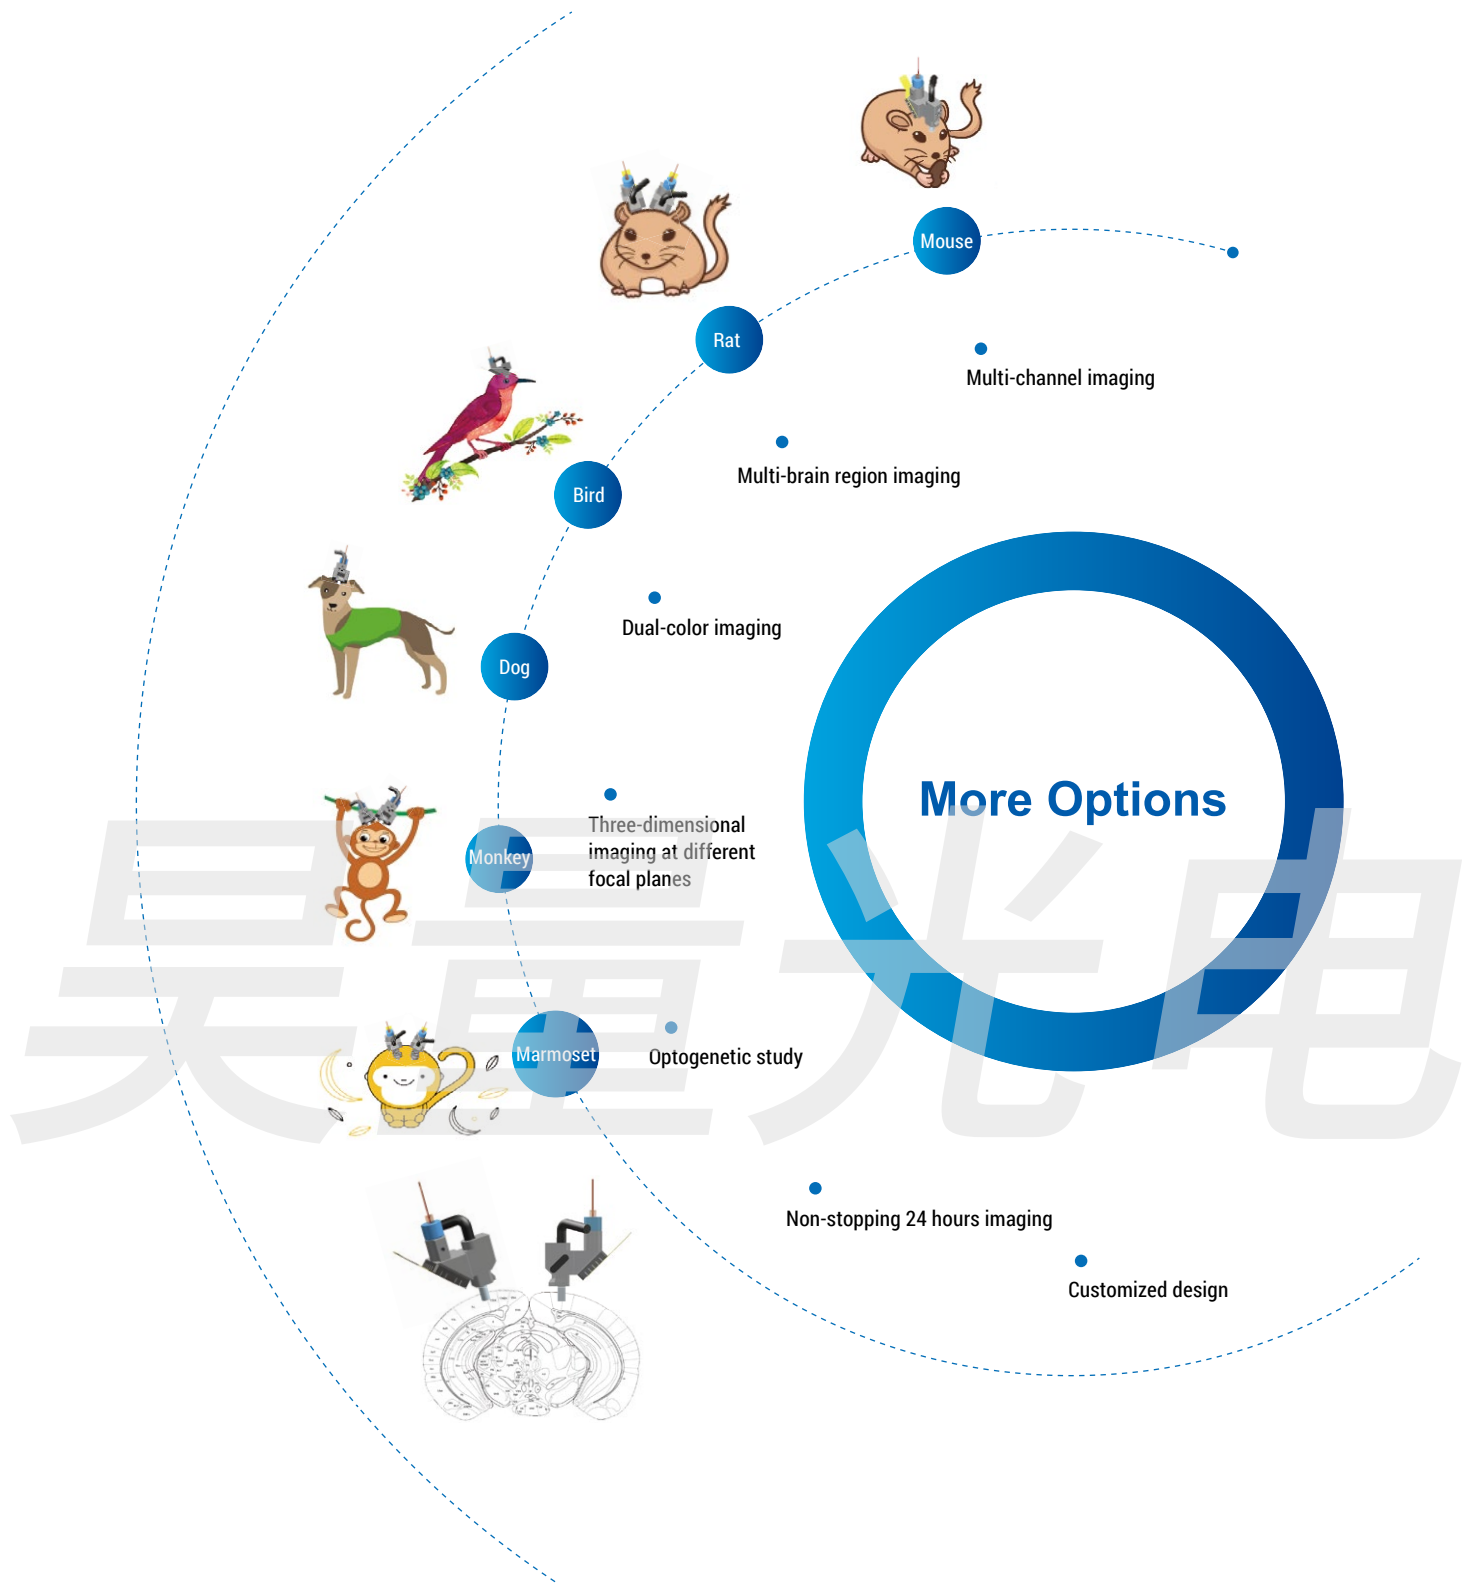 Mouse
Rat
Multi-channel imaging
Multi-brain region imaging
Bird
Dual-color imaging
Dog
More Options
Three-dimensional
imaging at different
focal planes
Monkey
昊量光电
Marmoset
Optogenetic study
Non-stopping 24 hours imaging
Customized design